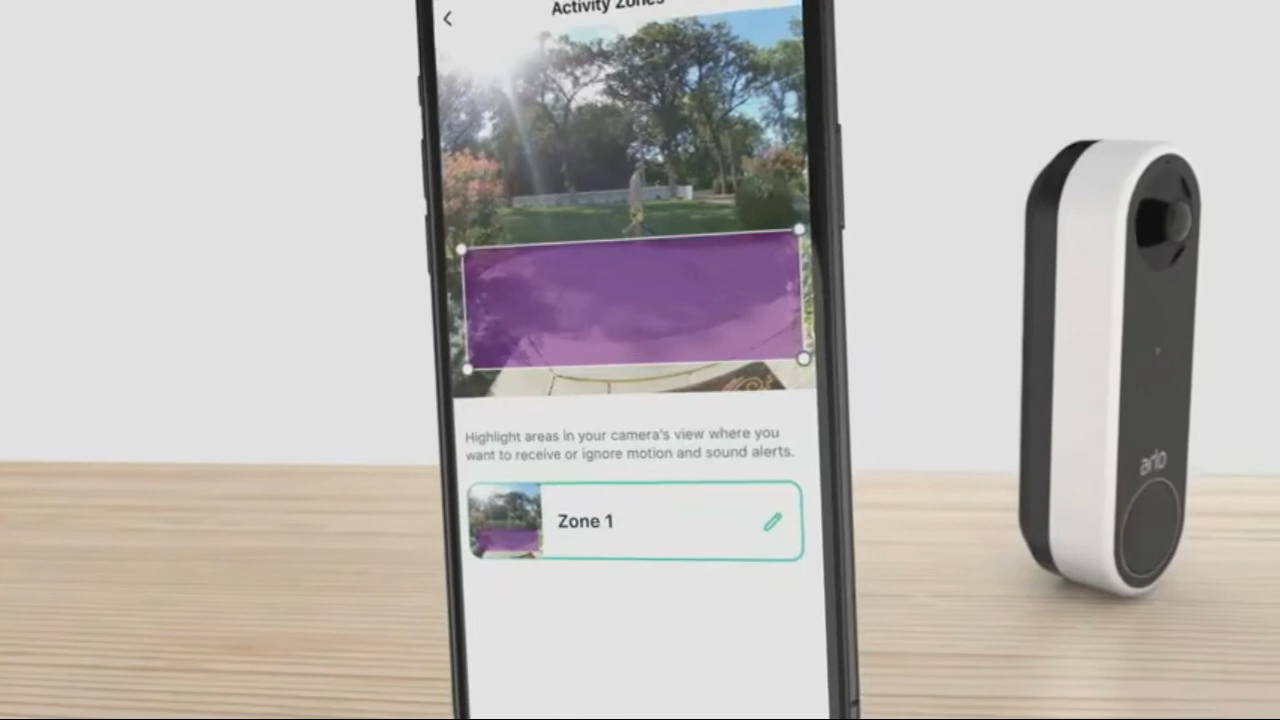 Activity Zones
Highlight areas in your camera's view where you
want to receive or ignore motion and sound alerts.
Zone 1
arlo